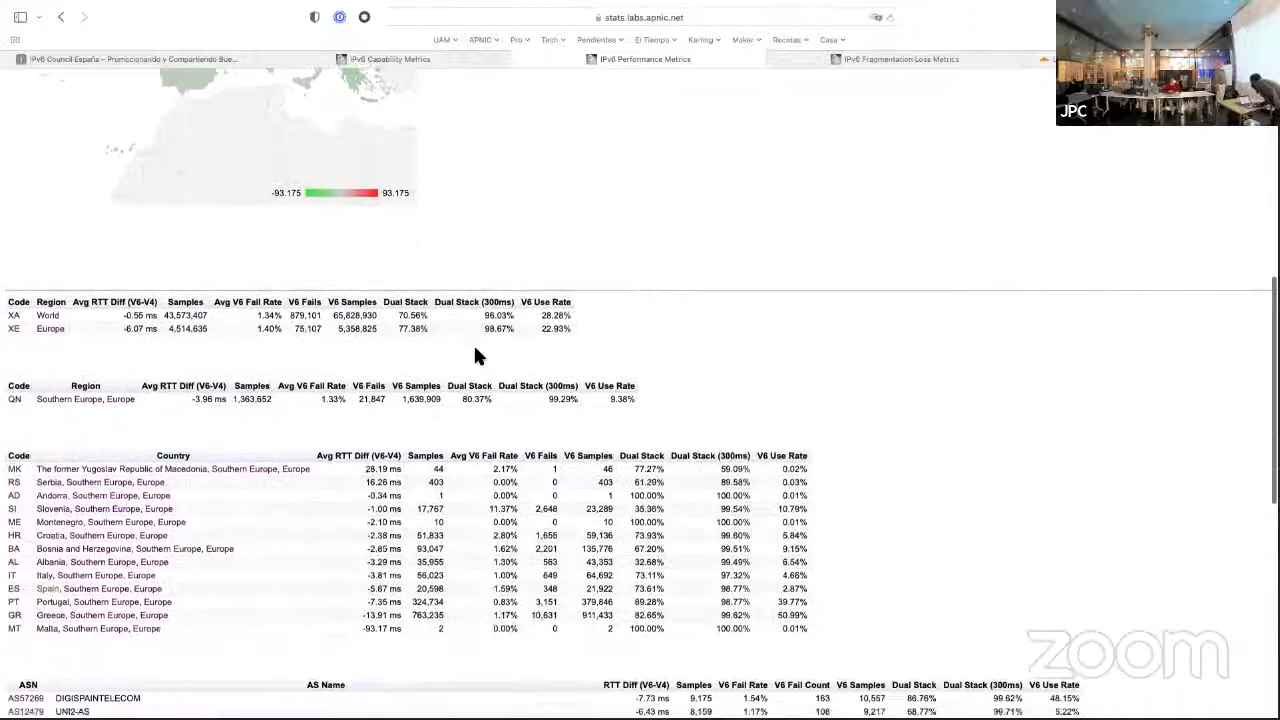 stats.labs.apnic.net
UAM APNIC Pro Tech Pendientes El Tiempo Karting Maker Recetas Casa
IPv6 Council España – Promocionando y Compartiendo Bue... IPv6 Capability Metrics IPv6 Performance Metrics IPv6 Fragmentation Loss Metrics
JPC
-93.175 93.175
Code Region Avg RTT Diff (V6-V4) Samples Avg V6 Fail Rate V6 Fails V6 Samples Dual Stack Dual Stack (300ms) V6 Use Rate
XA World -0.55 ms 43,573,407 1.34% 879,101 65,828,930 70.56% 96.03% 28.28%
XE Europe -6.07 ms 4,514,635 1.40% 75,107 5,358,825 77.38% 98.67% 22.93%
Code Region Avg RTT Diff (V6-V4) Samples Avg V6 Fail Rate V6 Fails V6 Samples Dual Stack Dual Stack (300ms) V6 Use Rate
QN Southern Europe, Europe -3.98 ms 1,363,652 1.33% 21,847 1,639,909 80.37% 99.29% 9.38%
Code Country Avg RTT Diff (V6-V4) Samples Avg V6 Fail Rate V6 Fails V6 Samples Dual Stack Dual Stack (300ms) V6 Use Rate
MK The former Yugoslav Republic of Macedonia, Southern Europe, Europe 28.19 ms 44 2.17% 1 46 77.27% 59.09% 0.02%
RS Serbia, Southern Europe, Europe 16.26 ms 403 0.00% 0 403 61.29% 89.58% 0.03%
AD Andorra, Southern Europe, Europe -0.34 ms 1 0.00% 0 1 100.00% 100.00% 0.01%
SI Slovenia, Southern Europe, Europe -1.00 ms 17,767 11.37% 2,648 23,289 35.36% 99.54% 10.79%
ME Montenegro, Southern Europe, Europe -2.10 ms 10 0.00% 0 10 100.00% 100.00% 0.01%
HR Croatia, Southern Europe, Europe -2.38 ms 51,833 2.80% 1,656 59,136 73.93% 99.60% 5.84%
BA Bosnia and Herzegovina, Southern Europe, Europe -2.85 ms 93,047 1.62% 2,201 135,776 67.20% 99.51% 9.15%
AL Albania, Southern Europe, Europe -3.29 ms 35,955 1.30% 563 43,353 32.68% 99.49% 6.54%
IT Italy, Southern Europe, Europe -3.81 ms 56,023 1.00% 649 64,692 73.11% 97.32% 4.66%
ES Spain, Southern Europe, Europe -5.67 ms 20,598 1.59% 348 21,922 73.61% 98.77% 2.87%
PT Portugal, Southern Europe, Europe -7.35 ms 324,734 0.83% 3,151 379,846 89.28% 98.77% 39.77%
GR Greece, Southern Europe, Europe -13.91 ms 763,235 1.17% 10,631 911,433 82.65% 99.62% 50.99%
MT Malta, Southern Europe, Europe -93.17 ms 2 0.00% 0 2 100.00% 100.00% 0.01%
zoom
ASN AS Name RTT Diff (V6-V4) Samples V6 Fail Rate V6 Fail Count V6 Samples Dual Stack Dual Stack (300ms) V6 Use Rate
AS57269 DIGISPAINTELECOM -7.73 ms 9,175 1.54% 163 10,557 86.76% 99.62% 48.15%
AS12479 UNI2-AS -6.43 ms 8,159 1.17% 108 9,217 68.77% 99.71% 5.22%